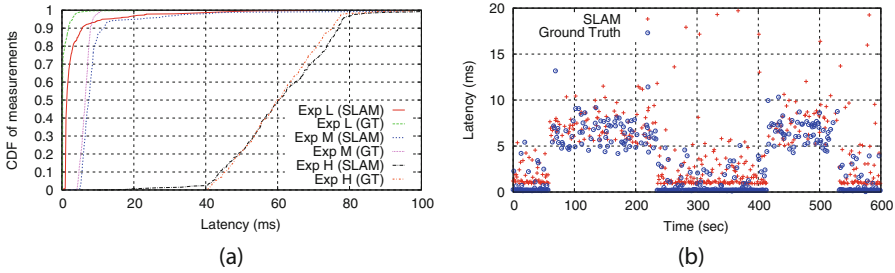 CDF of measurements
1
0.9
0.8
0.7
0.6
0.5
0.4
0.3
0.2
0.1
0
0 20 40 60 80 100
Latency (ms)
Exp L (SLAM)
Exp L (GT)
Exp M (SLAM)
Exp M (GT)
Exp H (SLAM)
Exp H (GT)
(a)
Latency (ms)
20
15
10
5
0
0 100 200 300 400 500 600
Time (sec)
SLAM
Ground Truth
(b)